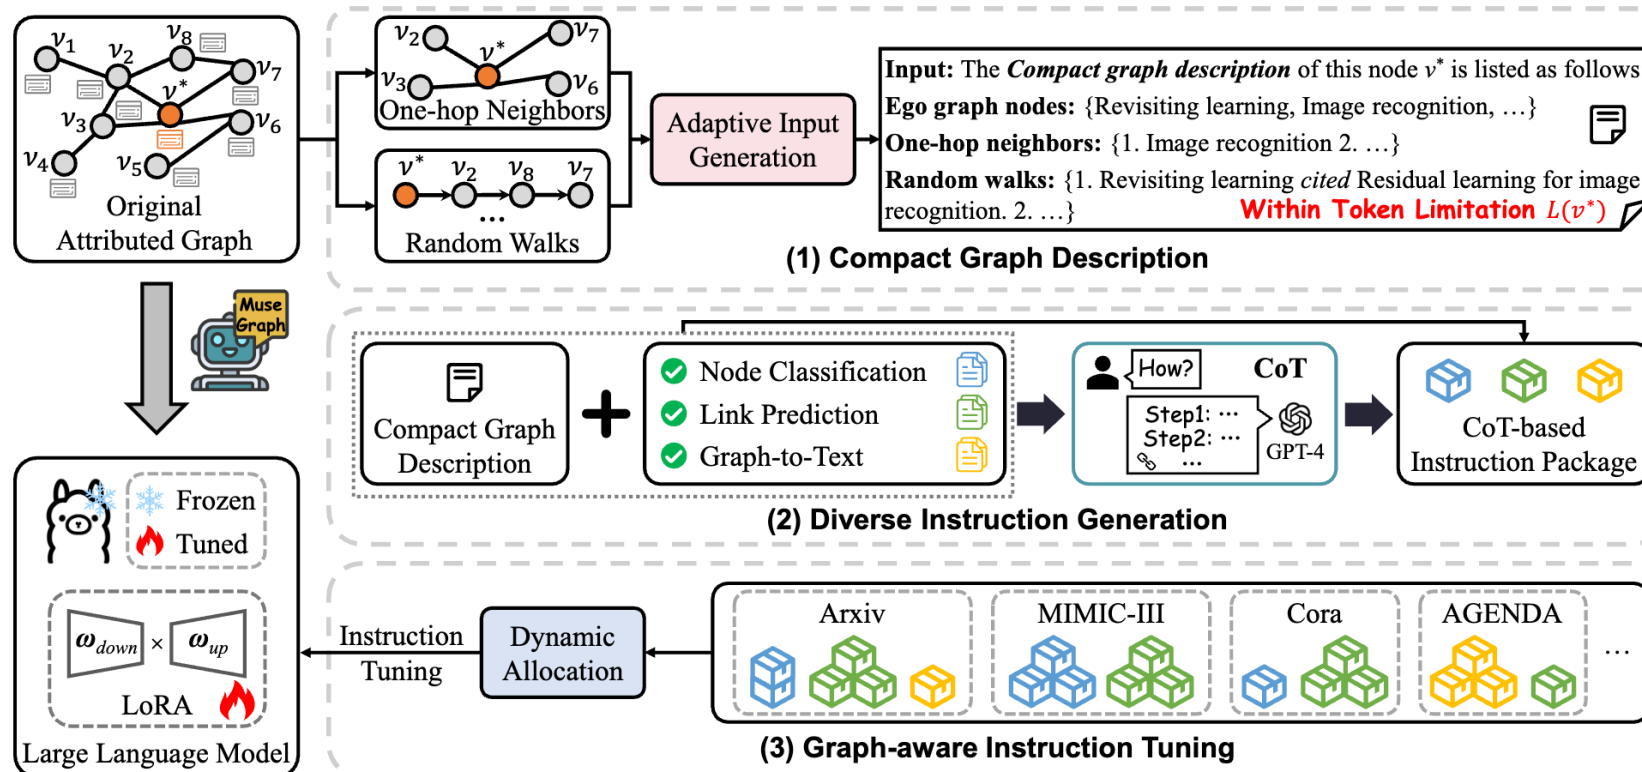 v1
v2
v8
v7
v*
v3
v6
v4
v5
Original
Attributed Graph
v2
v*
v7
v3
v6
One-hop Neighbors
v* v2 v8 v7
...
Random Walks
Adaptive Input
Generation
Input: The Compact graph description of this node v* is listed as follows
Ego graph nodes: {Revisiting learning, Image recognition, …}
One-hop neighbors: {1. Image recognition 2. …}
Random walks: {1. Revisiting learning cited Residual learning for image
recognition. 2. …}
Within Token Limitation L(v*)
(1) Compact Graph Description
Muse
Graph
Compact Graph
Description
+
Node Classification
Link Prediction
Graph-to-Text
How?
CoT
Step1: ...
Step2: ...
...
GPT-4
CoT-based
Instruction Package
(2) Diverse Instruction Generation
Frozen
Tuned
ωdown × ωup
LoRA
Large Language Model
Instruction
Tuning
Dynamic
Allocation
Arxiv
MIMIC-III
Cora
AGENDA
...
(3) Graph-aware Instruction Tuning